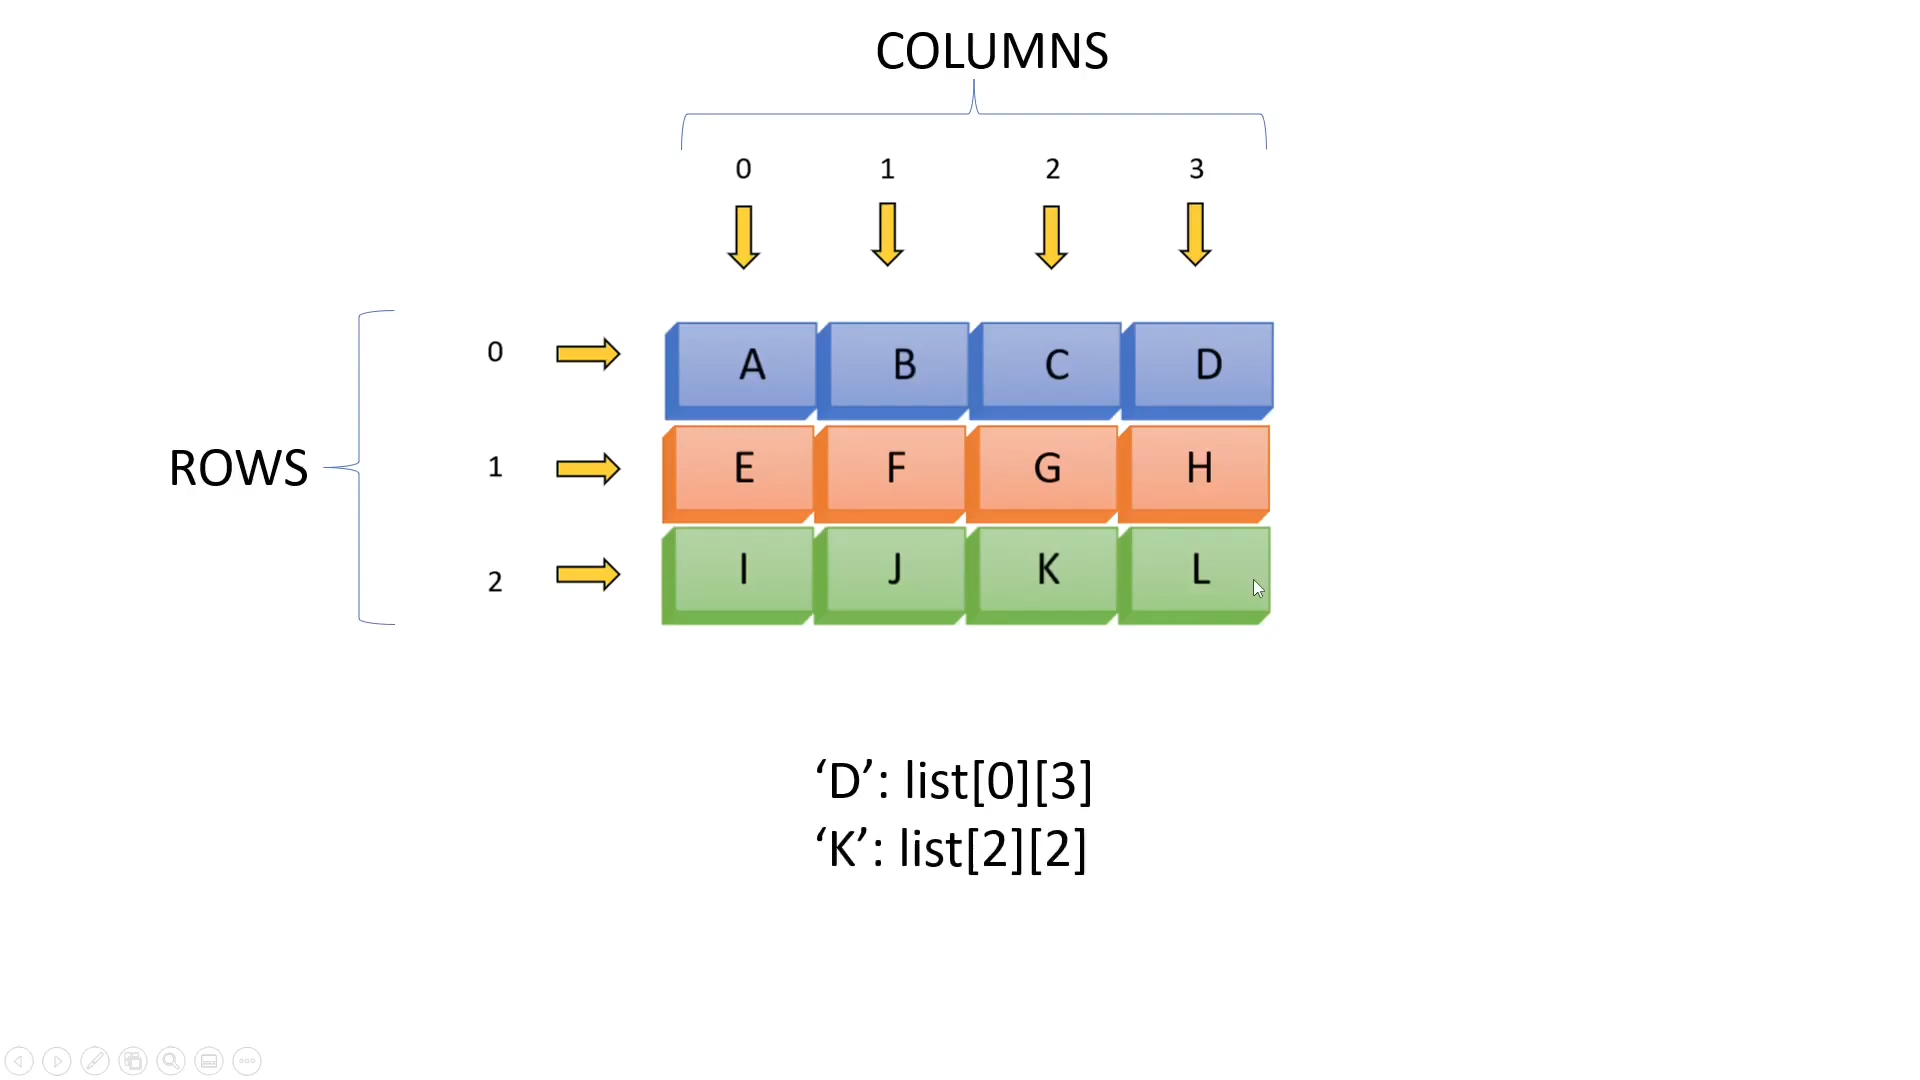 COLUMNS
0 1 2 3
0 A B C D
ROWS
1 E F G H
2 I J K L
‘D’: list[0][3]
‘K’: list[2][2]